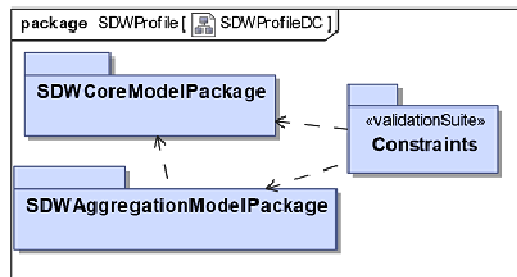 package SDWProfile [ SDWProfileDC ]
SDWCoreModelPackage
«validationSuite»
Constraints
SDWAggregationModelPackage